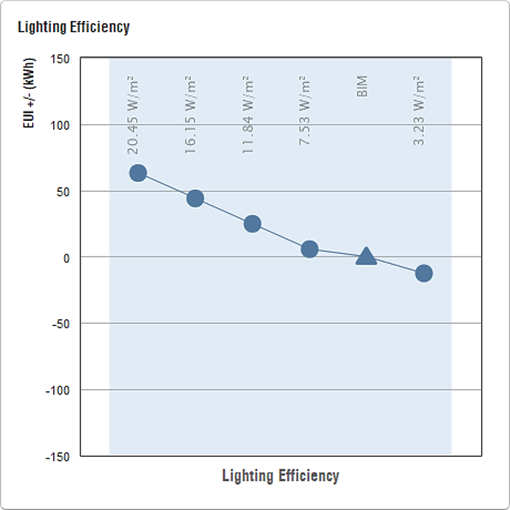 Lighting Efficiency
EUI +/- (kWh)
150
100
50
0
-50
-100
-150
20.45 W/m²
16.15 W/m²
11.84 W/m²
7.53 W/m²
BIM
3.23 W/m²
Lighting Efficiency